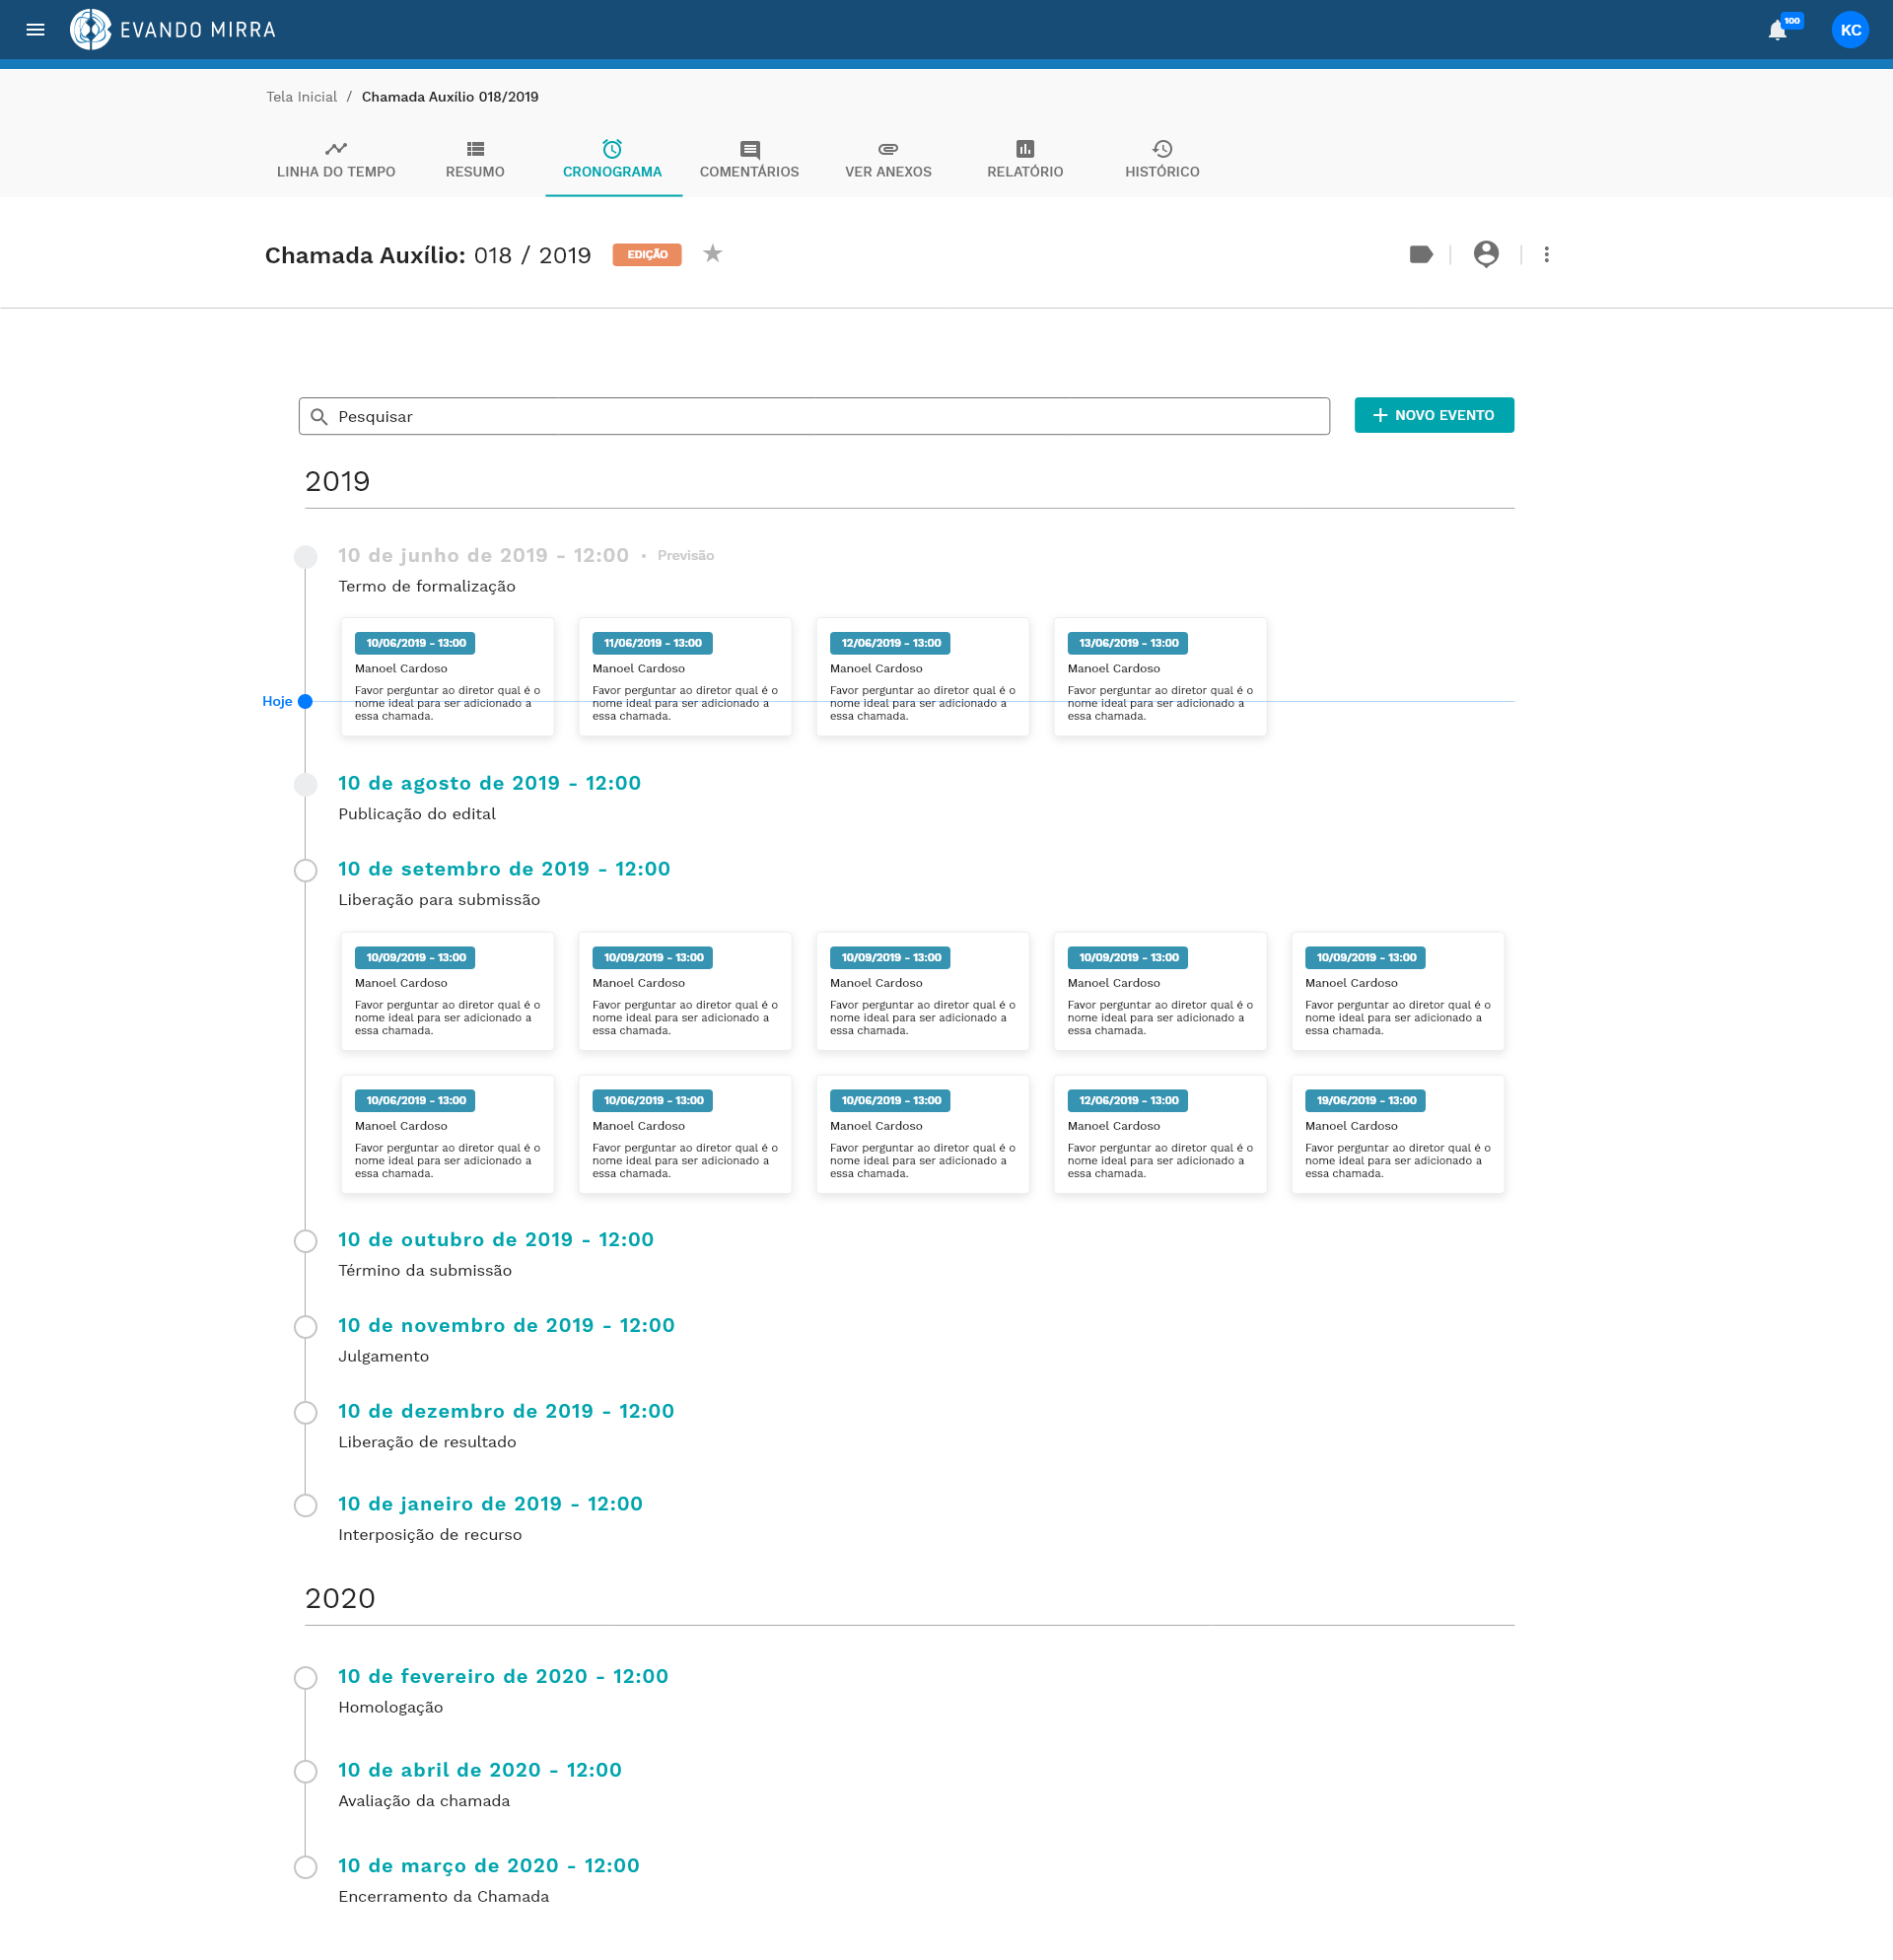 EVANDO MIRRA
100
KC
Tela Inicial / Chamada Auxílio 018/2019
LINHA DO TEMPO
RESUMO
CRONOGRAMA
COMENTÁRIOS
VER ANEXOS
RELATÓRIO
HISTÓRICO
Chamada Auxílio: 018 / 2019
EDIÇÃO
Pesquisar
NOVO EVENTO
2019
10 de junho de 2019 - 12:00 • Previsão
Termo de formalização
10/06/2019 - 13:00
Manoel Cardoso
Favor perguntar ao diretor qual é o
nome ideal para ser adicionado a
essa chamada.
11/06/2019 - 13:00
Manoel Cardoso
Favor perguntar ao diretor qual é o
nome ideal para ser adicionado a
essa chamada.
12/06/2019 - 13:00
Manoel Cardoso
Favor perguntar ao diretor qual é o
nome ideal para ser adicionado a
essa chamada.
13/06/2019 - 13:00
Manoel Cardoso
Favor perguntar ao diretor qual é o
nome ideal para ser adicionado a
essa chamada.
Hoje
10 de agosto de 2019 - 12:00
Publicação do edital
10 de setembro de 2019 - 12:00
Liberação para submissão
10/09/2019 - 13:00
Manoel Cardoso
Favor perguntar ao diretor qual é o
nome ideal para ser adicionado a
essa chamada.
10/09/2019 - 13:00
Manoel Cardoso
Favor perguntar ao diretor qual é o
nome ideal para ser adicionado a
essa chamada.
10/09/2019 - 13:00
Manoel Cardoso
Favor perguntar ao diretor qual é o
nome ideal para ser adicionado a
essa chamada.
10/09/2019 - 13:00
Manoel Cardoso
Favor perguntar ao diretor qual é o
nome ideal para ser adicionado a
essa chamada.
10/09/2019 - 13:00
Manoel Cardoso
Favor perguntar ao diretor qual é o
nome ideal para ser adicionado a
essa chamada.
10/06/2019 - 13:00
Manoel Cardoso
Favor perguntar ao diretor qual é o
nome ideal para ser adicionado a
essa chamada.
10/06/2019 - 13:00
Manoel Cardoso
Favor perguntar ao diretor qual é o
nome ideal para ser adicionado a
essa chamada.
10/06/2019 - 13:00
Manoel Cardoso
Favor perguntar ao diretor qual é o
nome ideal para ser adicionado a
essa chamada.
12/06/2019 - 13:00
Manoel Cardoso
Favor perguntar ao diretor qual é o
nome ideal para ser adicionado a
essa chamada.
19/06/2019 - 13:00
Manoel Cardoso
Favor perguntar ao diretor qual é o
nome ideal para ser adicionado a
essa chamada.
10 de outubro de 2019 - 12:00
Término da submissão
10 de novembro de 2019 - 12:00
Julgamento
10 de dezembro de 2019 - 12:00
Liberação de resultado
10 de janeiro de 2019 - 12:00
Interposição de recurso
2020
10 de fevereiro de 2020 - 12:00
Homologação
10 de abril de 2020 - 12:00
Avaliação da chamada
10 de março de 2020 - 12:00
Encerramento da Chamada